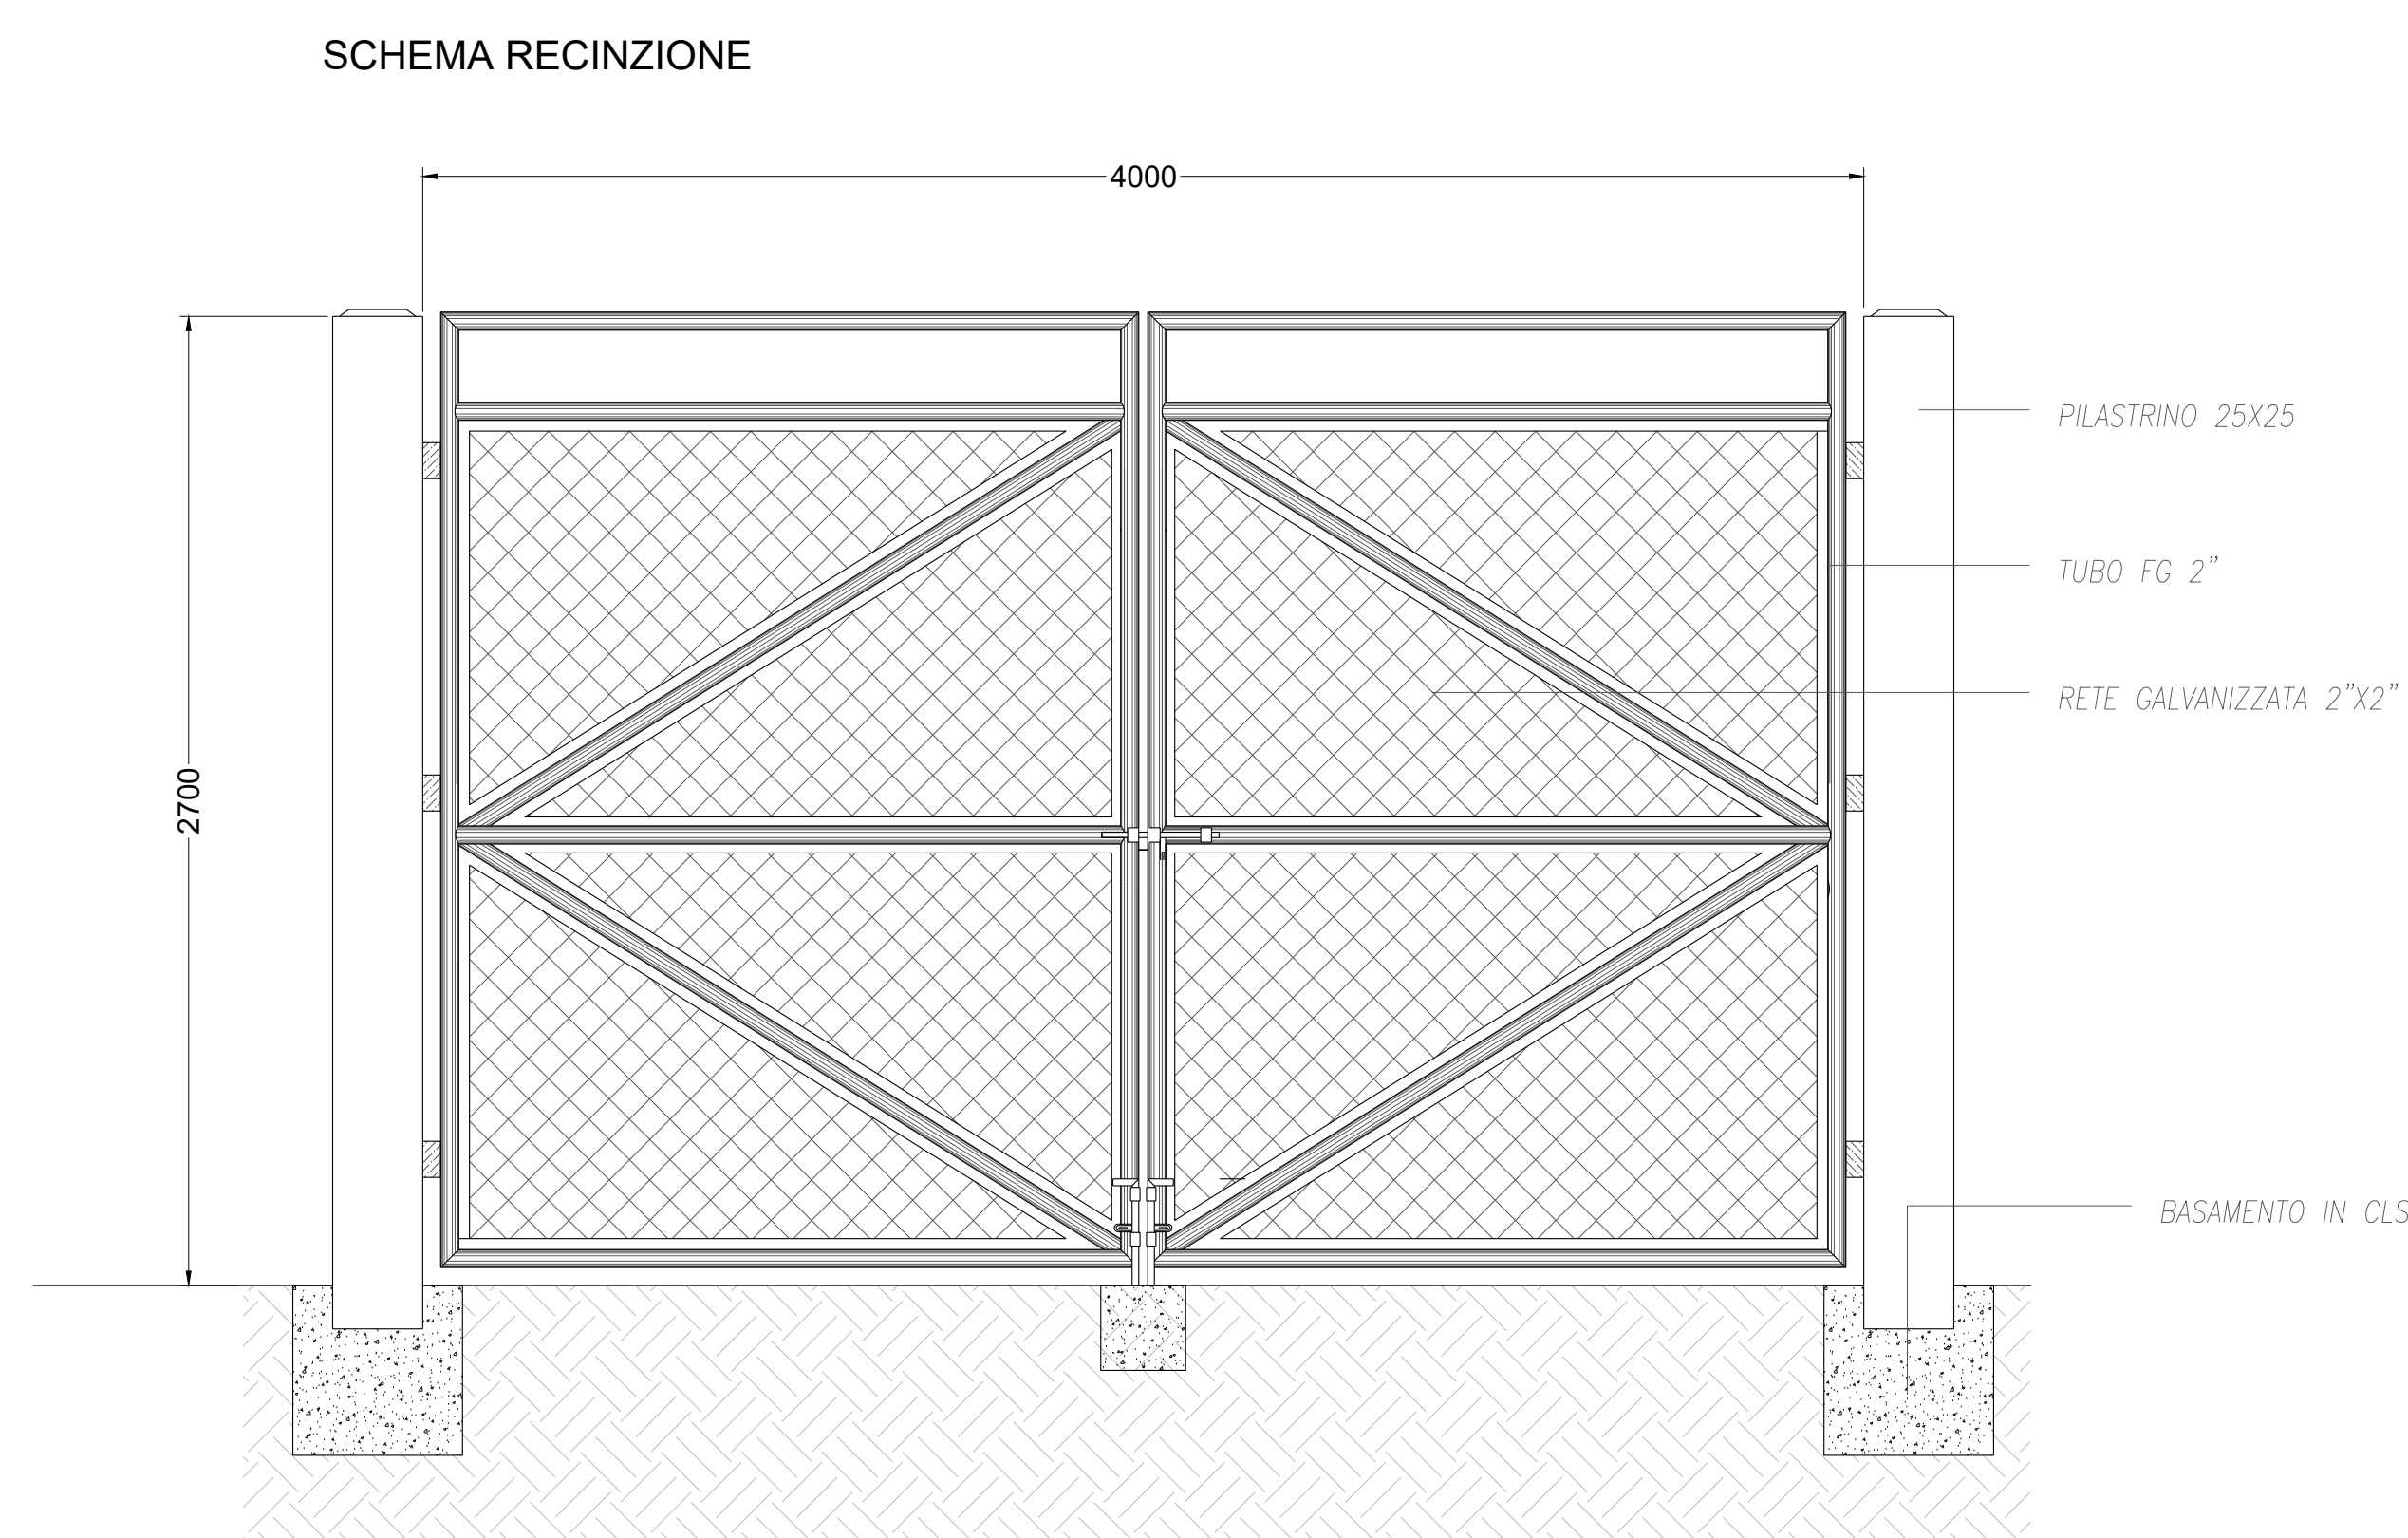 SCHEMA RECINZIONE
4000
2700
PILASTRINO 25X25
TUBO FG 2"
RETE GALVANIZZATA 2"X2"
BASAMENTO IN CLS